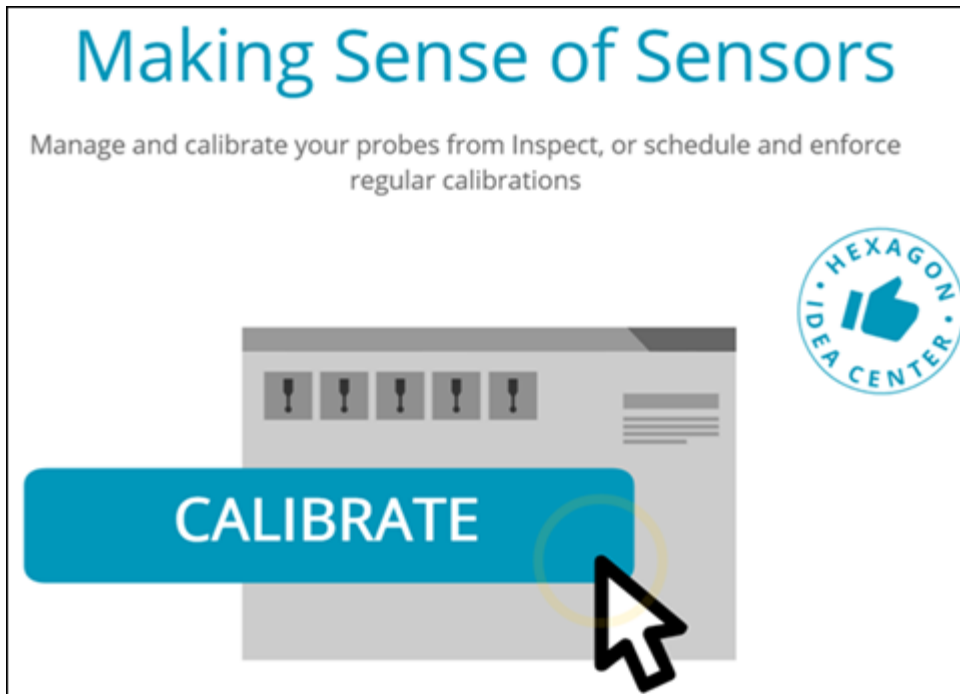 Making Sense of Sensors
Manage and calibrate your probes from Inspect, or schedule and enforce
regular calibrations
HEXAGON
IDEA CENTER
CALIBRATE